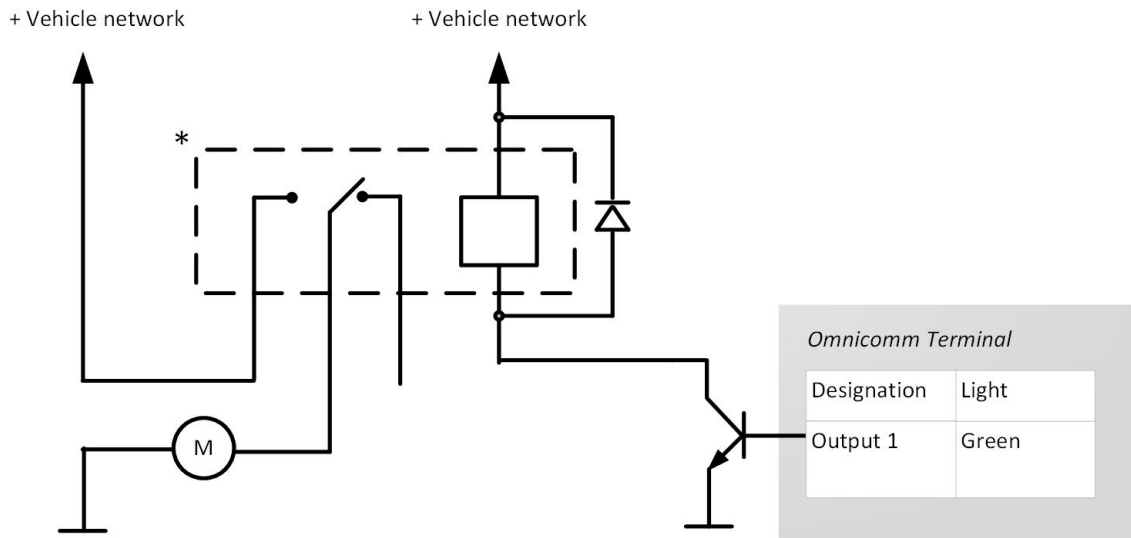 + Vehicle network
+ Vehicle network
*
M
Omnicomm Terminal
Designation
Light
Output 1
Green